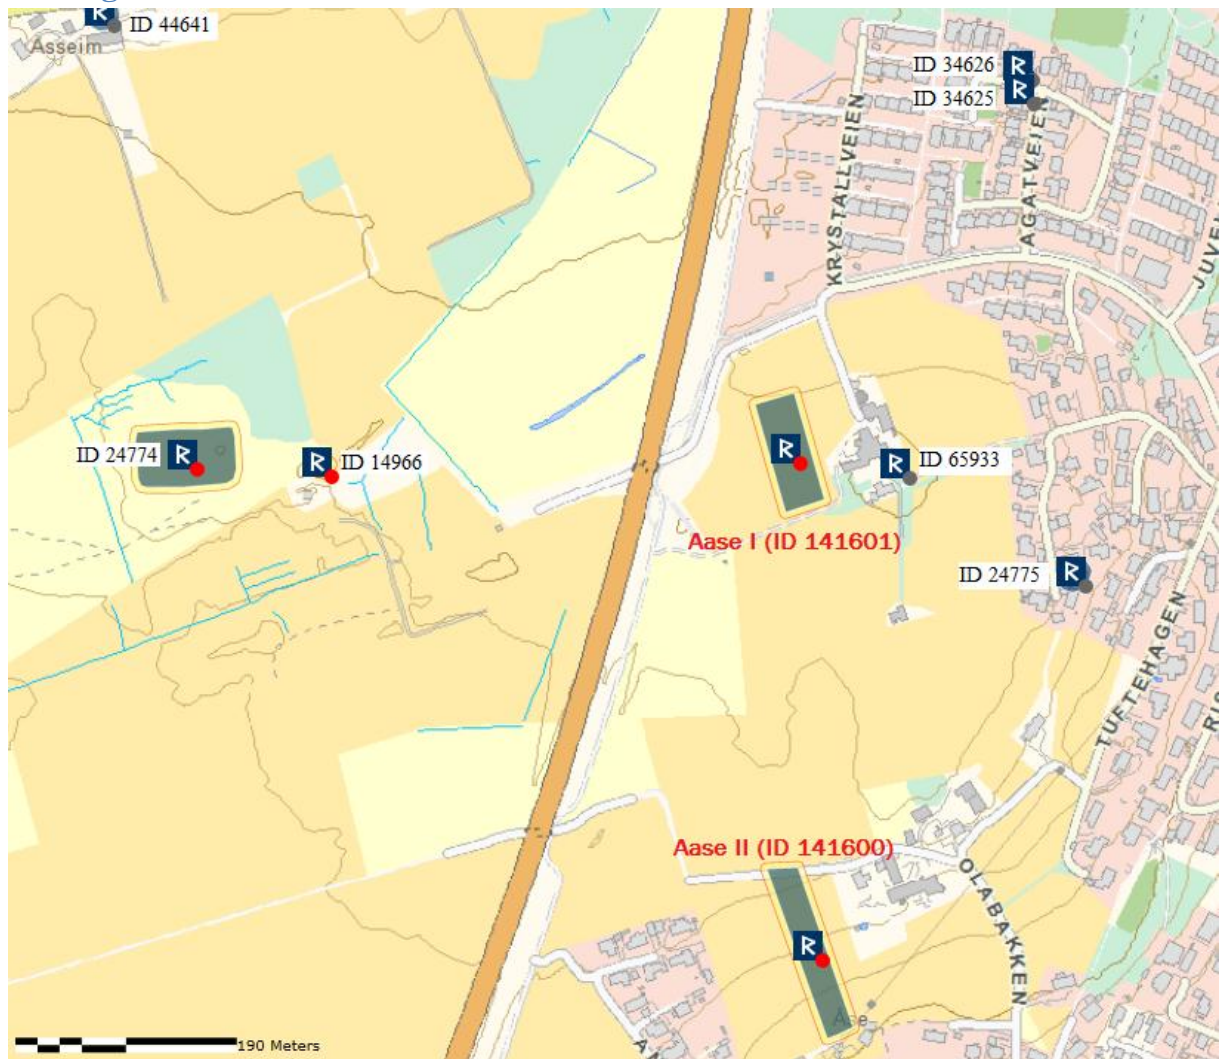 ID 44641
Asseim
ID 34626
ID 34625
KRYSTALLVEIEN
AGATVEIEN
ID 24774
ID 14966
ID 65933
Aase I (ID 141601)
ID 24775
TUFTEHAGEN
Aase II (ID 141600)
OLABAKKEN
Åse
190 Meters